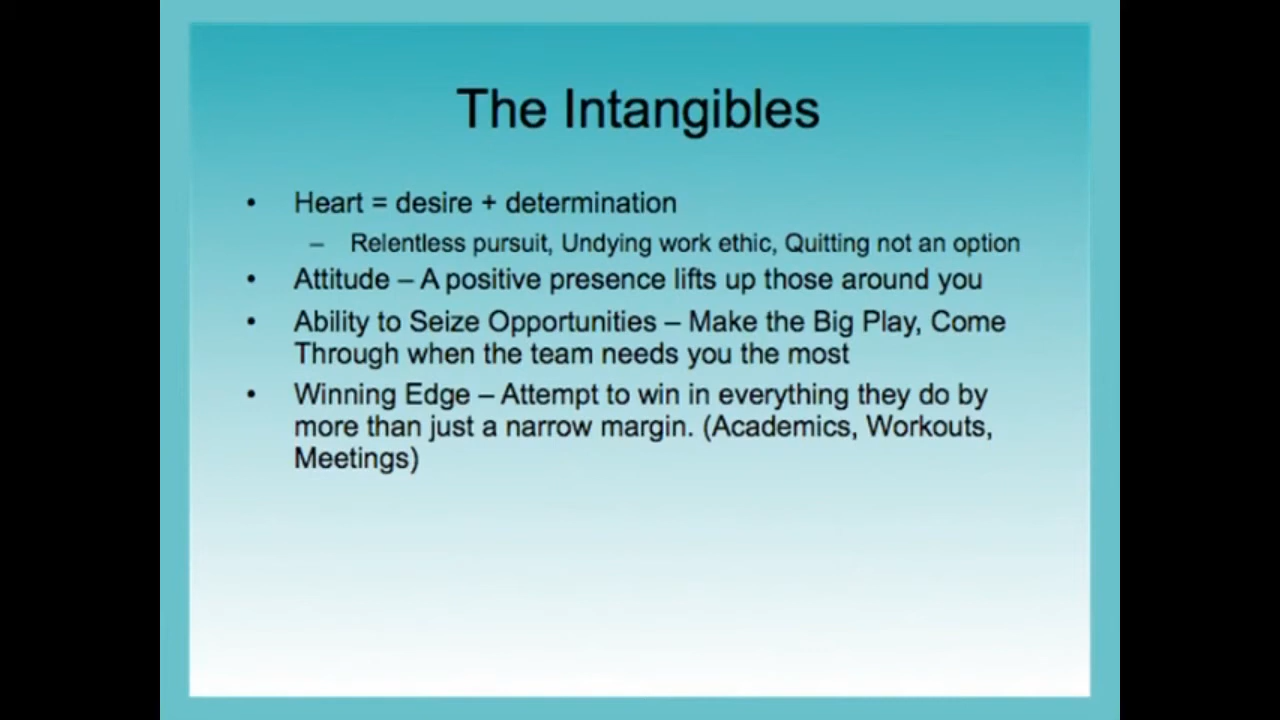 The Intangibles
• Heart = desire + determination
– Relentless pursuit, Undying work ethic, Quitting not an option
• Attitude – A positive presence lifts up those around you
• Ability to Seize Opportunities – Make the Big Play, Come
Through when the team needs you the most
• Winning Edge – Attempt to win in everything they do by
more than just a narrow margin. (Academics, Workouts,
Meetings)